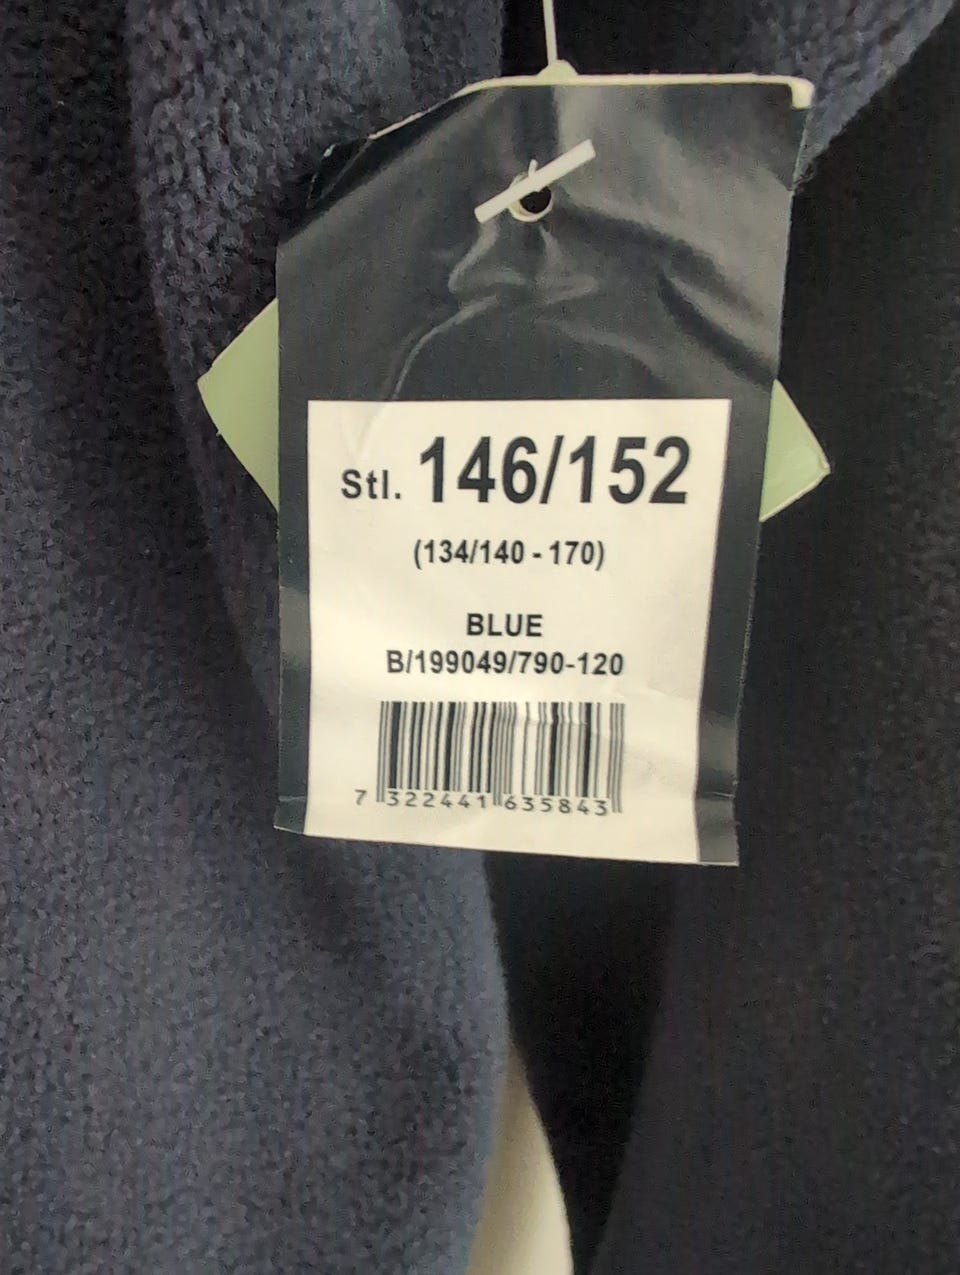 Stl. 146/152
(134/140 - 170)
BLUE
B/199049/790-120
7 322441 635843